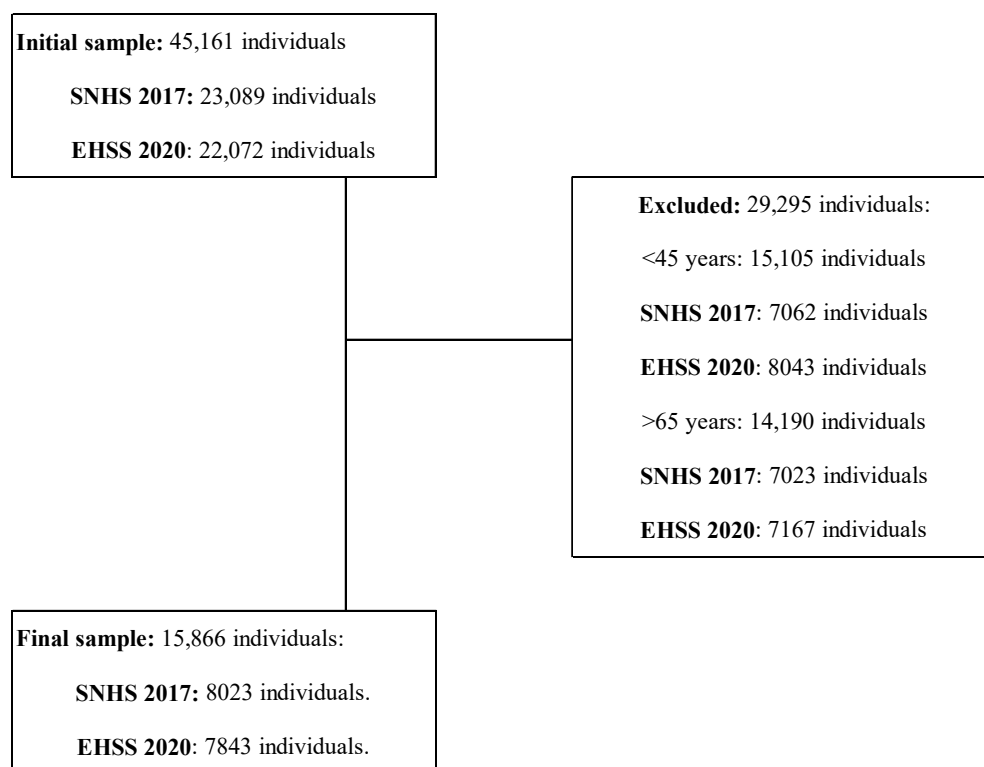 Initial sample: 45,161 individuals
SNHS 2017: 23,089 individuals
EHSS 2020: 22,072 individuals
Excluded: 29,295 individuals:
<45 years: 15,105 individuals
SNHS 2017: 7062 individuals
EHSS 2020: 8043 individuals
>65 years: 14,190 individuals
SNHS 2017: 7023 individuals
EHSS 2020: 7167 individuals
Final sample: 15,866 individuals:
SNHS 2017: 8023 individuals.
EHSS 2020: 7843 individuals.